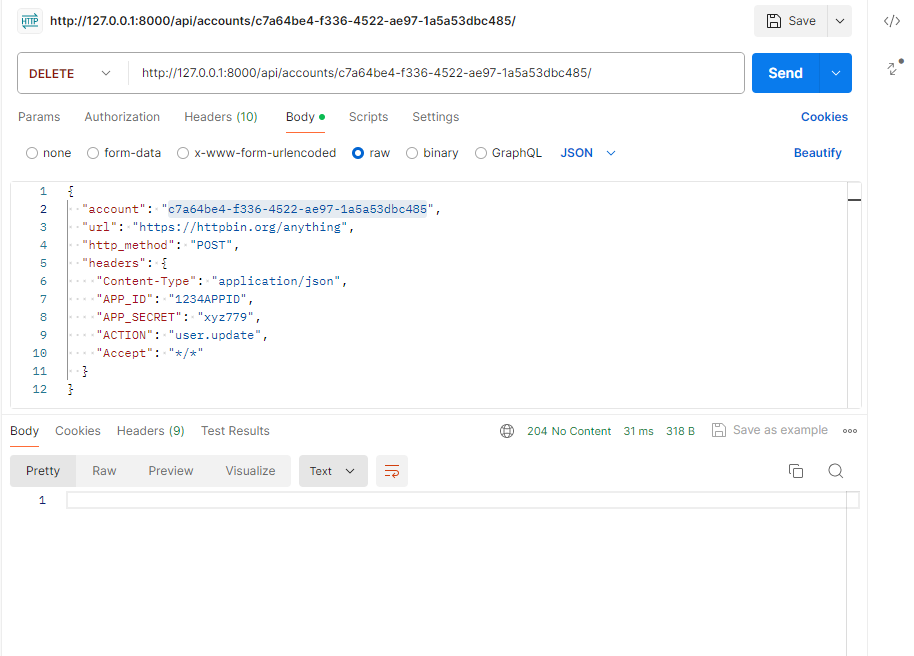 HTTP http://127.0.0.1:8000/api/accounts/c7a64be4-f336-4522-ae97-1a5a53dbc485/ Save </>
DELETE http://127.0.0.1:8000/api/accounts/c7a64be4-f336-4522-ae97-1a5a53dbc485/ Send
Params Authorization Headers (10) Body Scripts Settings Cookies
none form-data x-www-form-urlencoded raw binary GraphQL JSON Beautify
1 {
2 "account": "c7a64be4-f336-4522-ae97-1a5a53dbc485",
3 "url": "https://httpbin.org/anything",
4 "http_method": "POST",
5 "headers": {
6 "Content-Type": "application/json",
7 "APP_ID": "1234APPID",
8 "APP_SECRET": "xyz779",
9 "ACTION": "user.update",
10 "Accept": "*/*"
11 }
12 }
Body Cookies Headers (9) Test Results 204 No Content 31 ms 318 B Save as example
Pretty Raw Preview Visualize Text
1